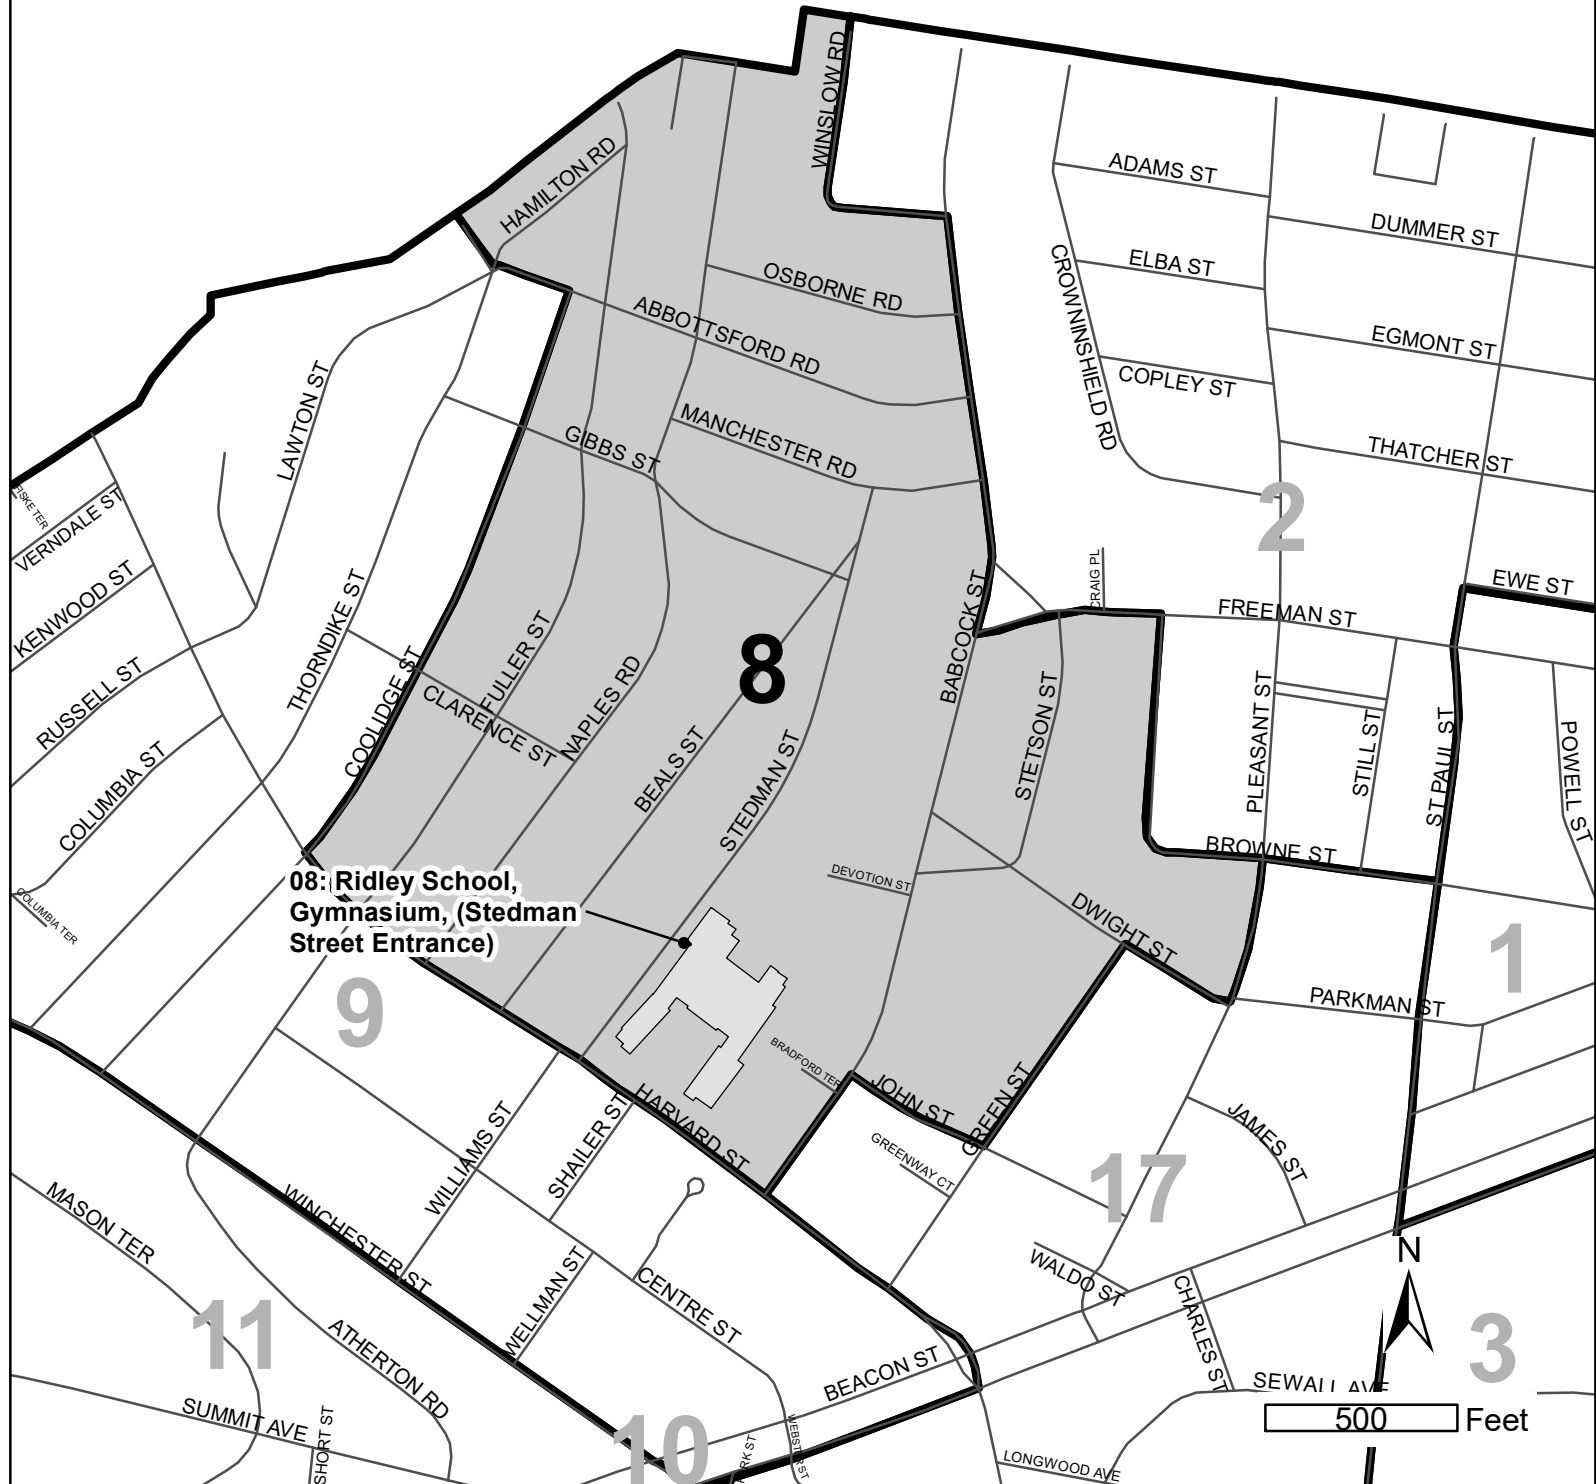 WINSLOW RD
HAMILTON RD
ADAMS ST
DUMMER ST
OSBORNE RD
ELBA ST
CROWNINSHIELD RD
ABBOTTSFORD RD
EGMONT ST
COPLEY ST
LAWTON ST
MANCHESTER RD
GIBBS ST
THATCHER ST
FISKE TER
VERNDALE ST
2
KENWOOD ST
THORNDIKE ST
BABCOCK ST
CRAIG PL
EWE ST
FREEMAN ST
RUSSELL ST
COOLIDGE ST
FULLER ST
CLARENCE ST
NAPLES RD
8
STETSON ST
PLEASANT ST
STILL ST
ST PAUL ST
POWELL ST
COLUMBIA ST
BEALS ST
STEDMAN ST
BROWNE ST
COLUMBIA TER
DEVOTION ST
08: Ridley School,
Gymnasium, (Stedman
Street Entrance)
DWIGHT ST
1
9
PARKMAN ST
BRADFORD TER
JOHN ST
GREEN ST
HARVARD ST
JAMES ST
WILLIAMS ST
SHAILER ST
GREENWAY CT
17
MASON TER
WINCHESTER ST
WALDO ST
N
CHARLES ST
WELLMAN ST
CENTRE ST
11
ATHERTON RD
3
BEACON ST
SEWALL AVE
SUMMIT AVE
SHORT ST
10
WEBSTER ST
LONGWOOD AVE
500 Feet